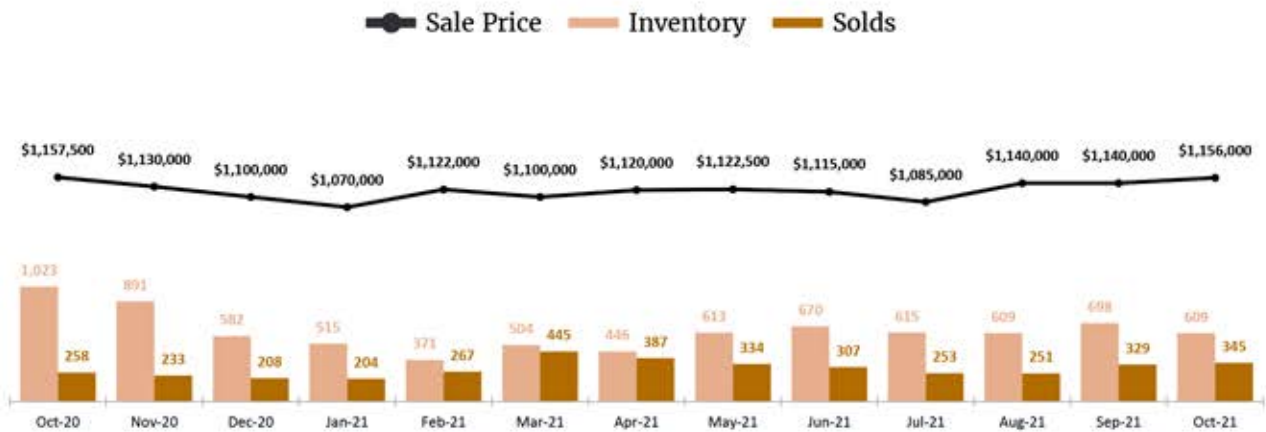 Sale Price Inventory Solds
$1,157,500 $1,130,000 $1,100,000 $1,070,000 $1,122,000 $1,100,000 $1,120,000 $1,122,500 $1,115,000 $1,085,000 $1,140,000 $1,140,000 $1,156,000
1,023 891 582 515 371 504 446 613 670 615 609 698 609
258 233 208 204 267 445 387 334 307 253 251 329 345
Oct-20 Nov-20 Dec-20 Jan-21 Feb-21 Mar-21 Apr-21 May-21 Jun-21 Jul-21 Aug-21 Sep-21 Oct-21